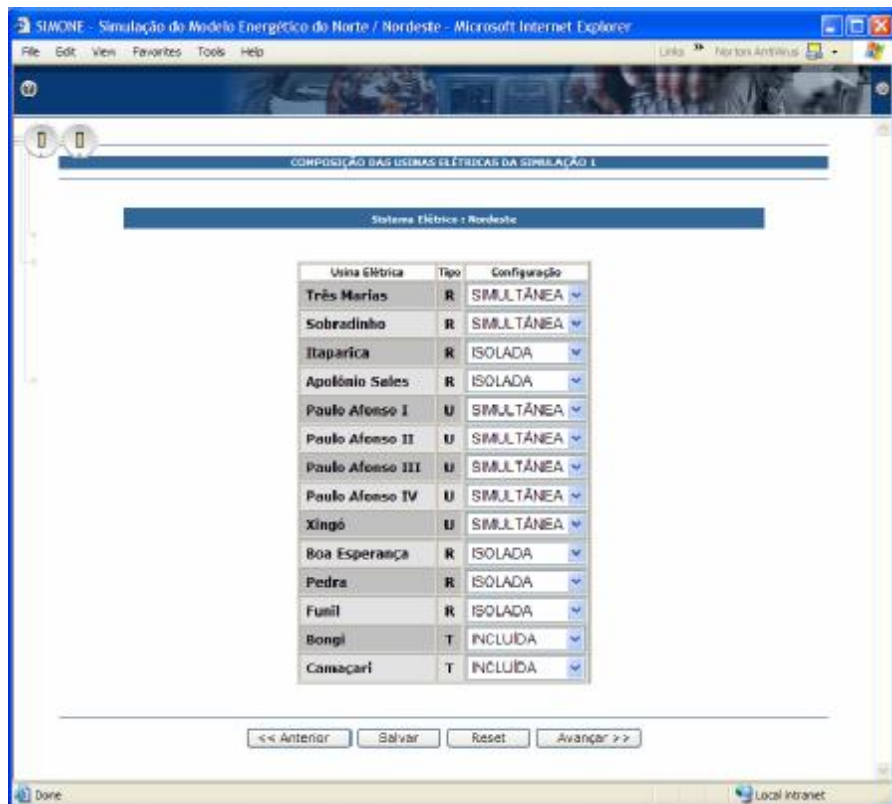 SIMONE - Simulação do Modelo Energético do Norte / Nordeste - Microsoft Internet Explorer
File Edit View Favorites Tools Help Links » Norton AntiVirus
COMPOSIÇÃO DAS USINAS ELÉTRICAS DA SIMULAÇÃO 1
Sistema Elétrico : Nordeste
Usina Elétrica Tipo Configuração
Três Marias R SIMULTÂNEA
Sobradinho R SIMULTÂNEA
Itaparica R ISOLADA
Apolônio Sales R ISOLADA
Paulo Afonso I U SIMULTÂNEA
Paulo Afonso II U SIMULTÂNEA
Paulo Afonso III U SIMULTÂNEA
Paulo Afonso IV U SIMULTÂNEA
Xingó U SIMULTÂNEA
Boa Esperança R ISOLADA
Pedra R ISOLADA
Funil R ISOLADA
Bongi T INCLUÍDA
Camaçari T INCLUÍDA
<< Anterior Salvar Reset Avançar >>
Done Local intranet